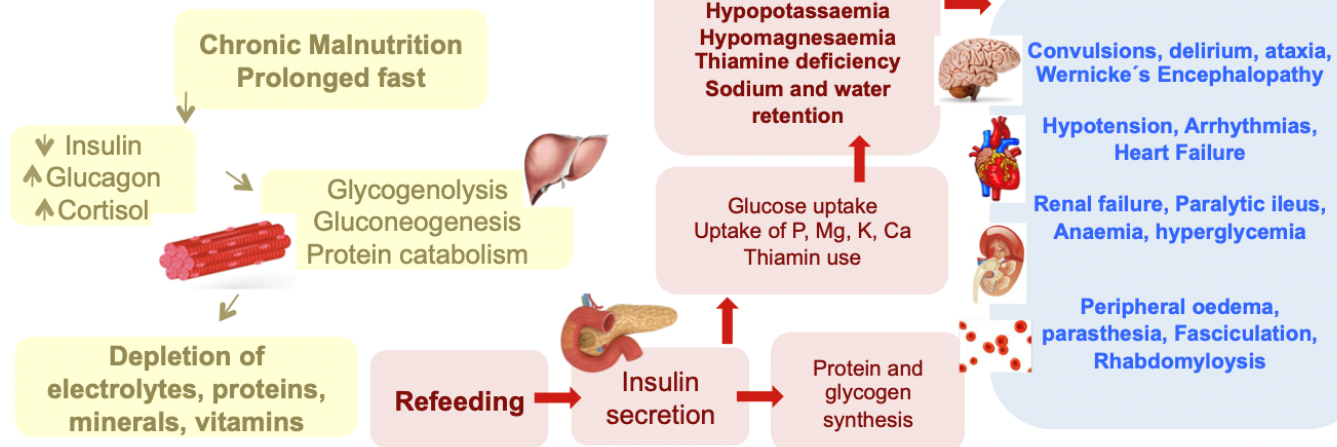 Chronic Malnutrition
Prolonged fast
Insulin
Glucagon
Cortisol
Glycogenolysis
Gluconeogenesis
Protein catabolism
Depletion of
electrolytes, proteins,
minerals, vitamins
Refeeding
Insulin
secretion
Protein and
glycogen
synthesis
Glucose uptake
Uptake of P, Mg, K, Ca
Thiamin use
Hypopotassaemia
Hypomagnesaemia
Thiamine deficiency
Sodium and water
retention
Convulsions, delirium, ataxia,
Wernicke´s Encephalopathy
Hypotension, Arrhythmias,
Heart Failure
Renal failure, Paralytic ileus,
Anaemia, hyperglycemia
Peripheral oedema,
parasthesia, Fasciculation,
Rhabdomyloysis